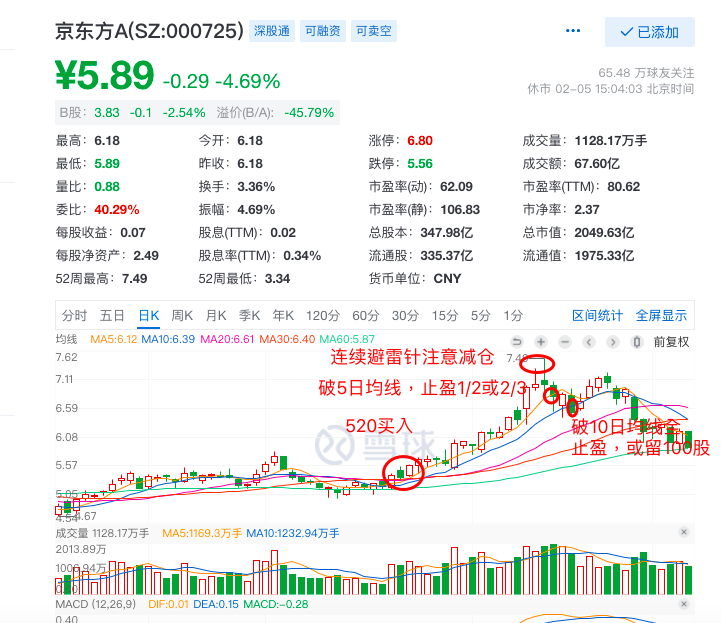 京东方A(SZ:000725) 深股通 可融资 可卖空 ... 已添加
¥5.89 -0.29 -4.69%
65.48 万球友关注
休市 02-05 15:04:03 北京时间
B股: 3.83 -0.1 -2.54% 溢价(B/A): -45.79%
最高: 6.18 今开: 6.18 涨停: 6.80 成交量: 1128.17万手
最低: 5.89 昨收: 6.18 跌停: 5.56 成交额: 67.60亿
量比: 0.88 换手: 3.36% 市盈率(动): 62.09 市盈率(TTM): 80.62
委比: 40.29% 振幅: 4.69% 市盈率(静): 106.83 市净率: 2.37
每股收益: 0.07 股息(TTM): 0.02 总股本: 347.98亿 总市值: 2049.63亿
每股净资产: 2.49 股息率(TTM): 0.34% 流通股: 335.37亿 流通值: 1975.33亿
52周最高: 7.49 52周最低: 3.34 货币单位: CNY
分时 五日 日K 周K 月K 季K 年K 120分 60分 30分 15分 5分 1分 区间统计 全屏显示
均线 MA5:6.12 MA10:6.39 MA20:6.61 MA30:6.40 MA60:5.87 前复权
7.62
连续避雷针注意减仓 7.49
7.11
破5日均线，止盈1/2或2/3
6.59
520买入
破10日均线全
止盈，或留100股
6.08
雪球
5.57
5.05
4.54
4.67
成交量 1128.17万手 MA5:1169.3万手 MA10:1232.94万手
2013.89万
1006.94万
MACD (12,26,9) DIF:0.01 DEA:0.15 MACD:-0.28
0.40